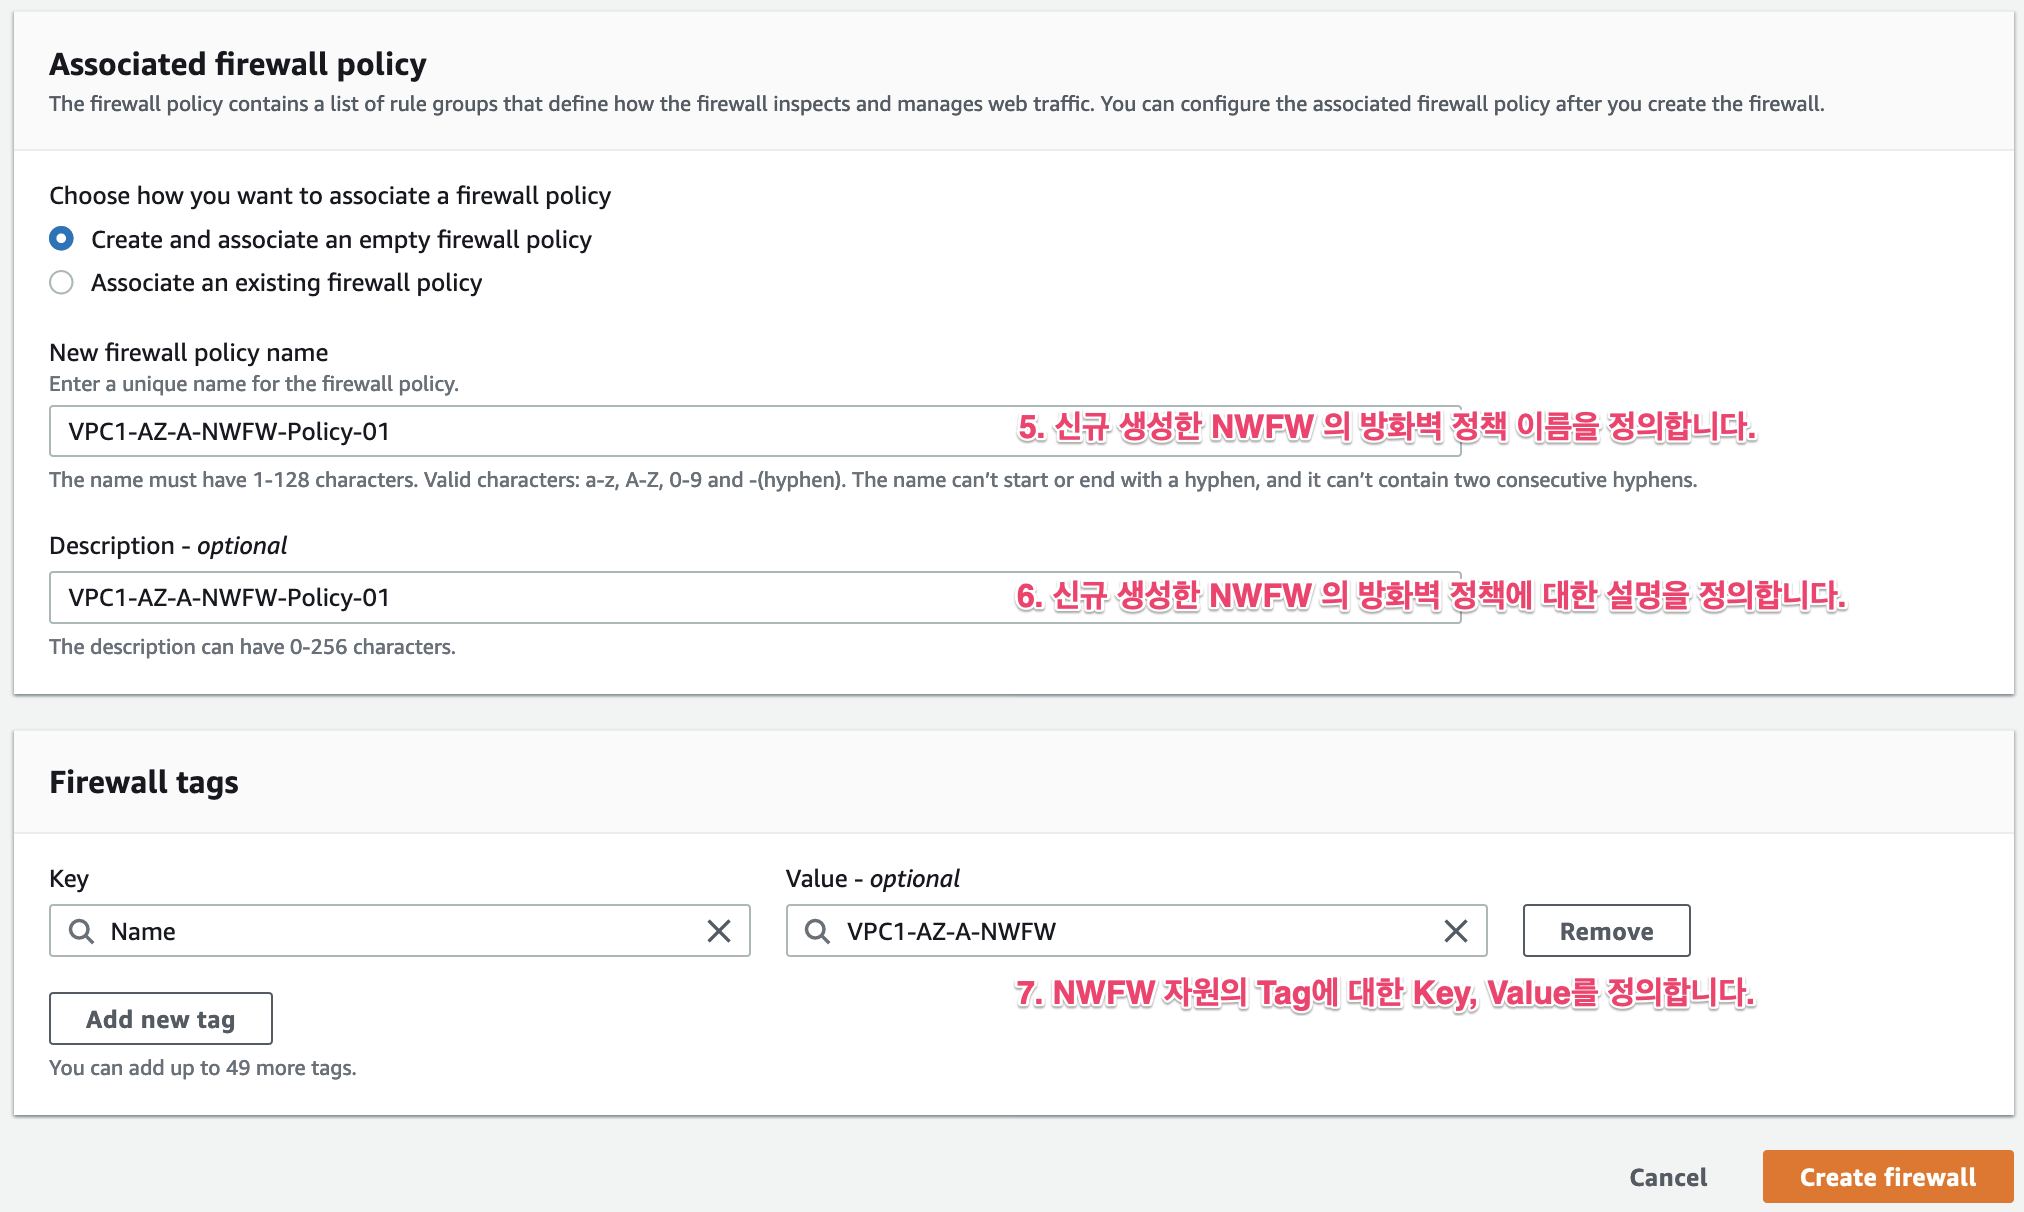 Associated firewall policy
The firewall policy contains a list of rule groups that define how the firewall inspects and manages web traffic. You can configure the associated firewall policy after you create the firewall.
Choose how you want to associate a firewall policy
Create and associate an empty firewall policy
Associate an existing firewall policy
New firewall policy name
Enter a unique name for the firewall policy.
VPC1-AZ-A-NWFW-Policy-01
5. 신규 생성한 NWFW 의 방화벽 정책 이름을 정의합니다.
The name must have 1-128 characters. Valid characters: a-z, A-Z, 0-9 and -(hyphen). The name can’t start or end with a hyphen, and it can’t contain two consecutive hyphens.
Description - optional
VPC1-AZ-A-NWFW-Policy-01
6. 신규 생성한 NWFW 의 방화벽 정책에 대한 설명을 정의합니다.
The description can have 0-256 characters.
Firewall tags
Key
Value - optional
Name
VPC1-AZ-A-NWFW
Remove
7. NWFW 자원의 Tag에 대한 Key, Value를 정의합니다.
Add new tag
You can add up to 49 more tags.
Cancel
Create firewall